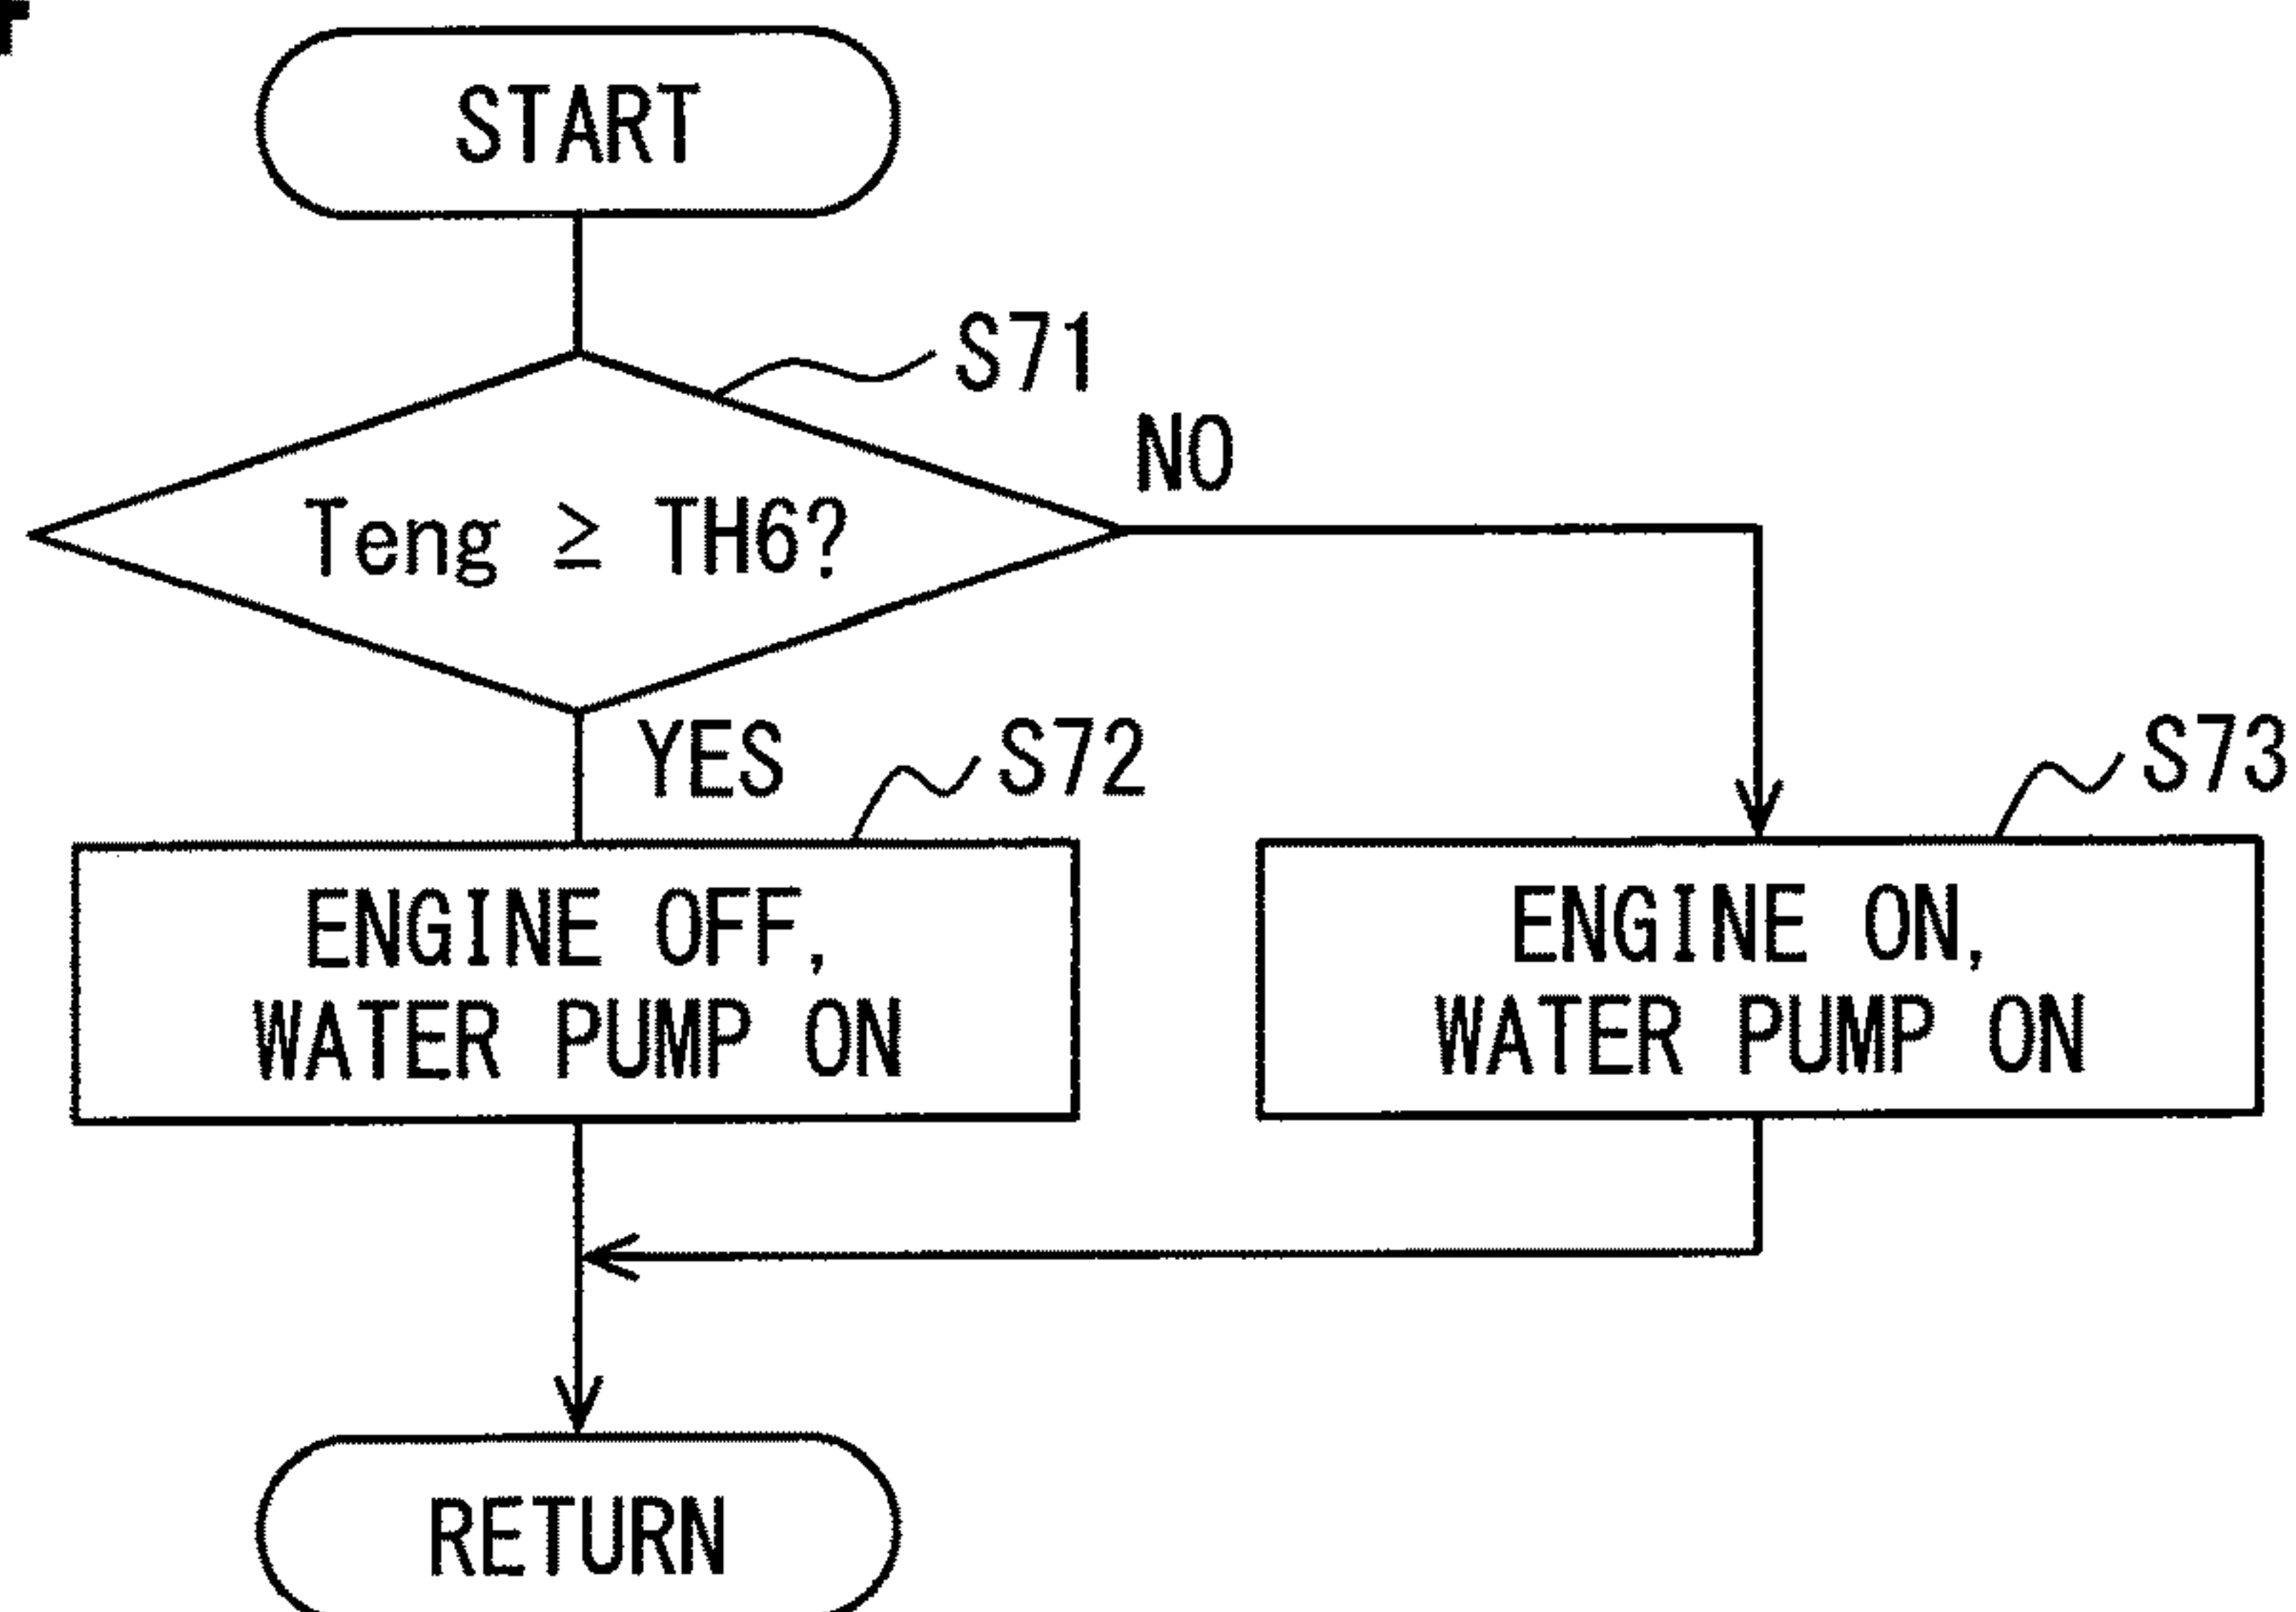 START
S71
NO
Teng ≥ TH6?
YES
S72
S73
ENGINE OFF,
WATER PUMP ON
ENGINE ON,
WATER PUMP ON
RETURN